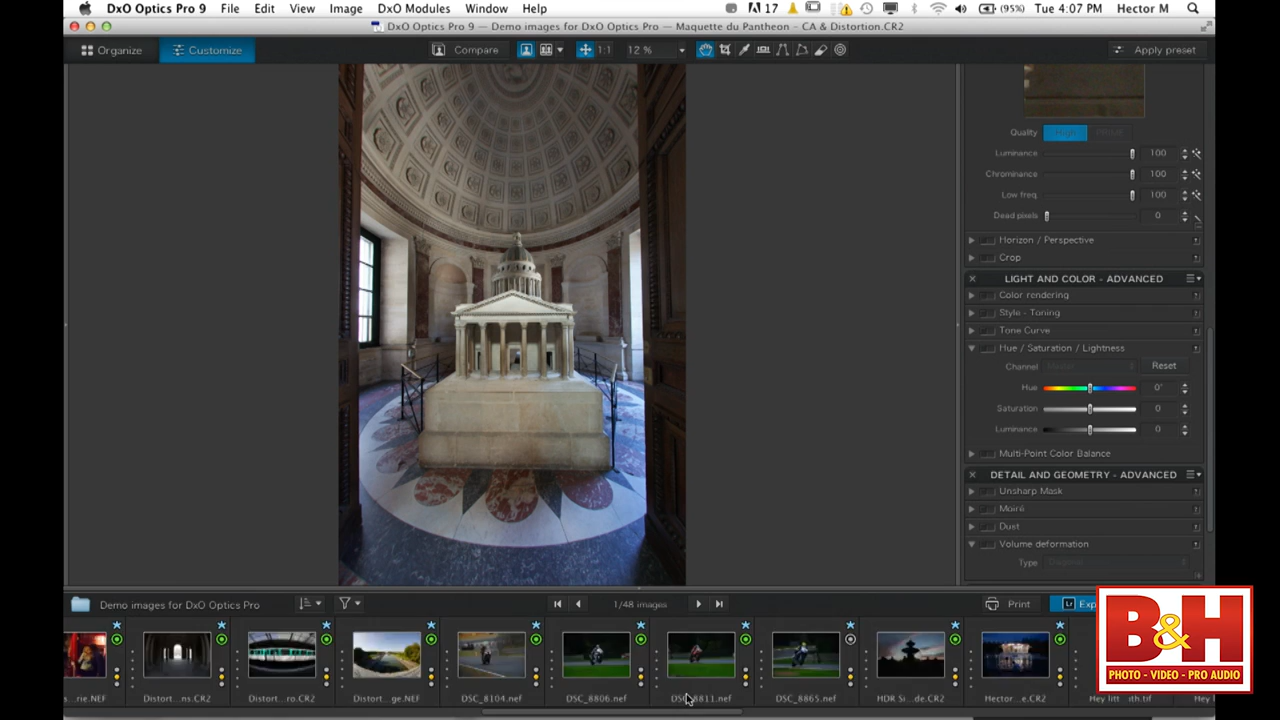 DxO Optics Pro 9 File Edit View Image DxO Modules Window Help 17 (95%) Tue 4:07 PM Hector M
DxO Optics Pro 9 – Demo images for DxO Optics Pro — Maquette du Pantheon - CA & Distortion.CR2
Organize Customize Compare 1:1 12 % Apply preset
Quality High
Luminance 100
Chrominance 100
Low freq. 100
Dead pixels 0
Horizon / Perspective
Crop
LIGHT AND COLOR - ADVANCED
Color rendering
Style - Toning
Tone Curve
Hue / Saturation / Lightness
Channel Reset
Hue 0°
Saturation 0
Luminance 0
Multi-Point Color Balance
DETAIL AND GEOMETRY - ADVANCED
Unsharp Mask
Moiré
Dust
Volume deformation
Type
Demo images for DxO Optics Pro 1/48 images Print Lr Exp
B&H
PHOTO - VIDEO - PRO AUDIO
s...rie.NEF Distort...ns.CR2 Distort...ro.CR2 Distort...ge.NEF DSC_8104.nef DSC_8806.nef DSC_8811.nef DSC_8865.nef HDR Si...de.CR2 Hector...e.CR2